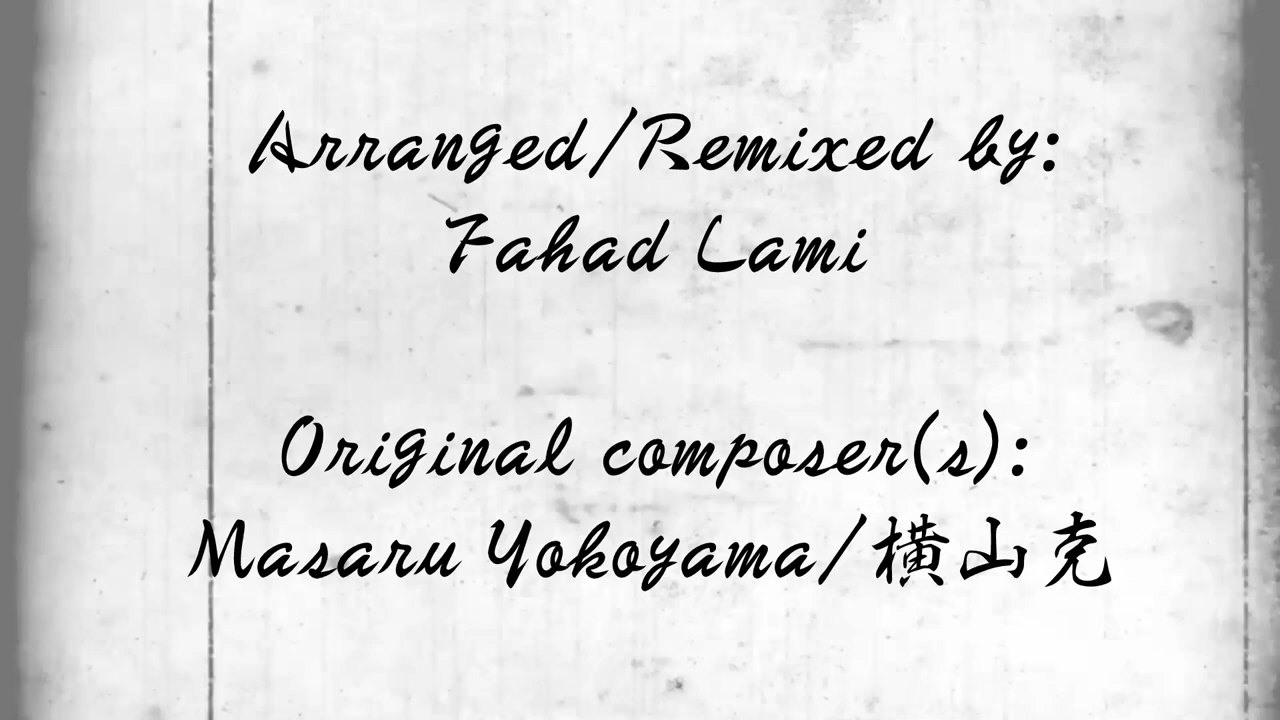 Arranged/Remixed by:
Fahad Lami
Original composer(s):
Masaru Yokoyama/横山克